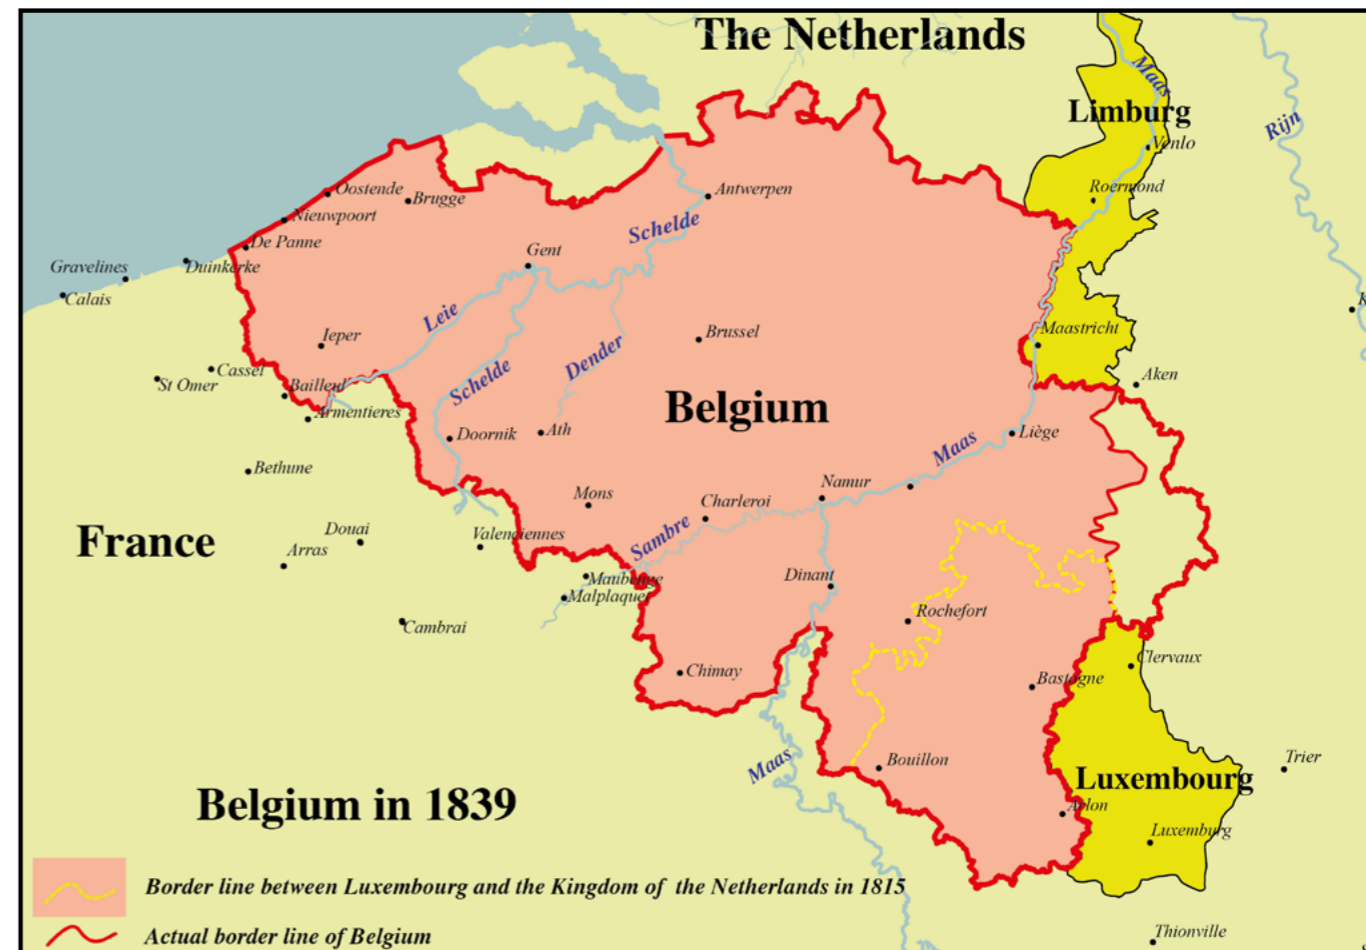 The Netherlands
Maas
Limburg
Rijn
Venlo
Oostende
Brugge
Antwerpen
Roermond
Nieuwpoort
Schelde
De Panne
Gent
Duinkerke
Gravelines
Calais
Leie
Maastricht
Ieper
Brussel
Dender
Cassel
Schelde
St Omer
Bailleul
Aken
Armentieres
Belgium
Doornik
Ath
Liège
Maas
Bethune
Namur
Mons
Charleroi
Sambre
France
Douai
Valenciennes
Arras
Maubeuge
Dinant
Malplaquet
Rochefort
Cambrai
Clervaux
Chimay
Bastogne
Maas
Bouillon
Trier
Luxembourg
Belgium in 1839
Arlon
Luxemburg
Border line between Luxembourg and the Kingdom of the Netherlands in 1815
Thionville
Actual border line of Belgium